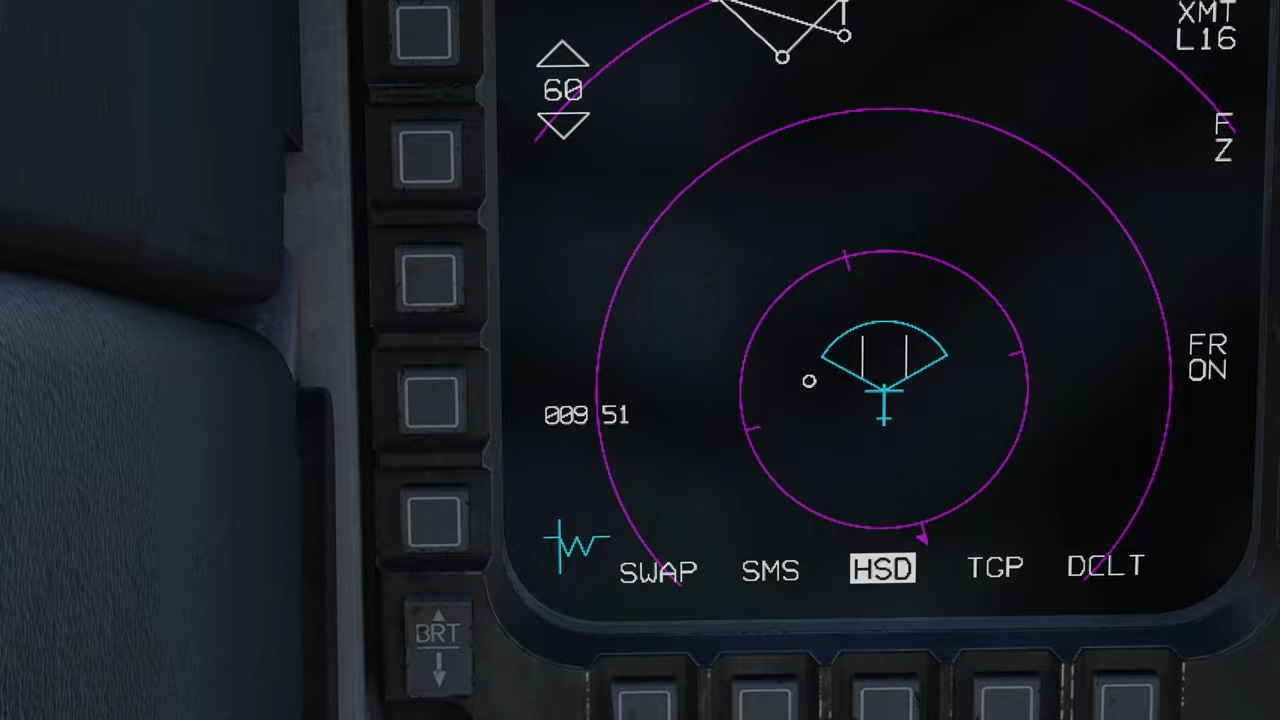 XMT
L16
60
F
Z
FR
ON
009 51
SWAP SMS HSD TGP DCLT
BRT